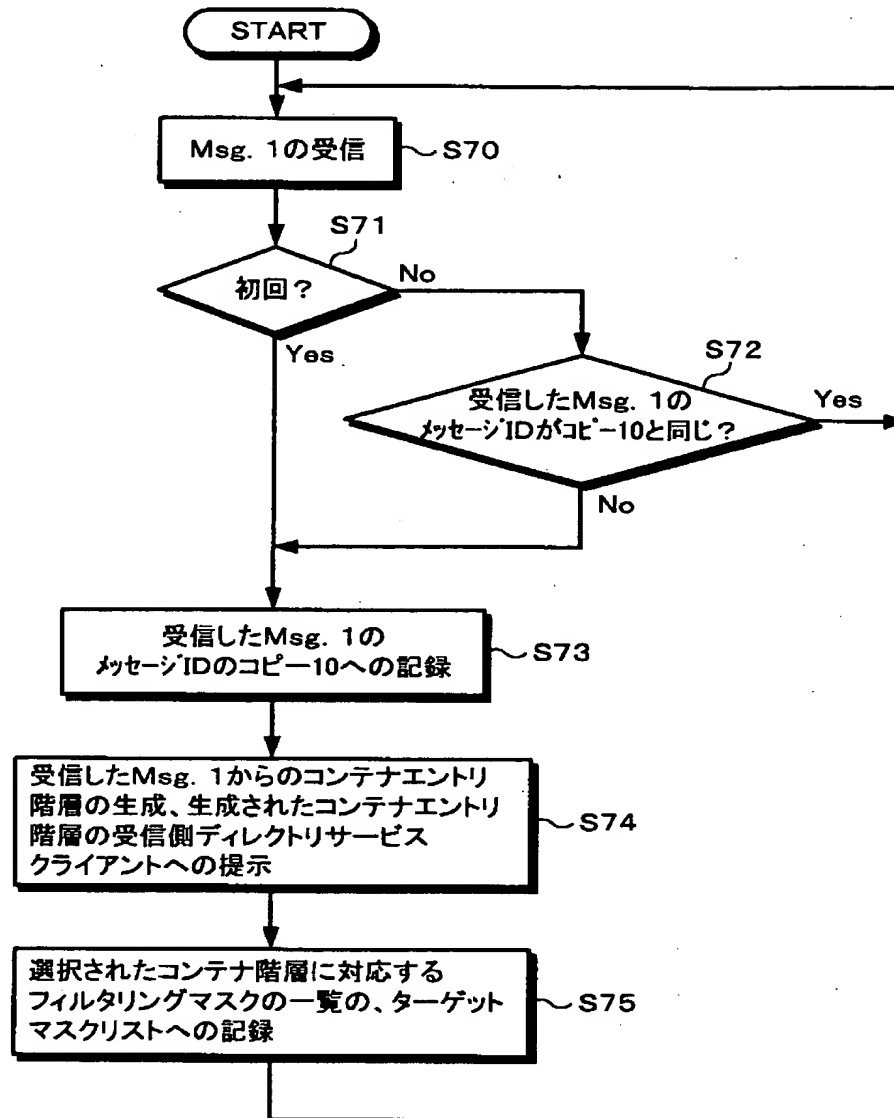 START
Msg. 1の受信
S70
S71
初回？
No
Yes
S72
受信したMsg. 1の
メッセージIDがコピー10と同じ？
Yes
No
受信したMsg. 1の
メッセージIDのコピー10への記録
S73
受信したMsg. 1からのコンテナエントリ
階層の生成、生成されたコンテナエントリ
階層の受信側ディレクトリサービス
クライアントへの提示
S74
選択されたコンテナ階層に対応する
フィルタリングマスクの一覧の、ターゲット
マスクリストへの記録
S75